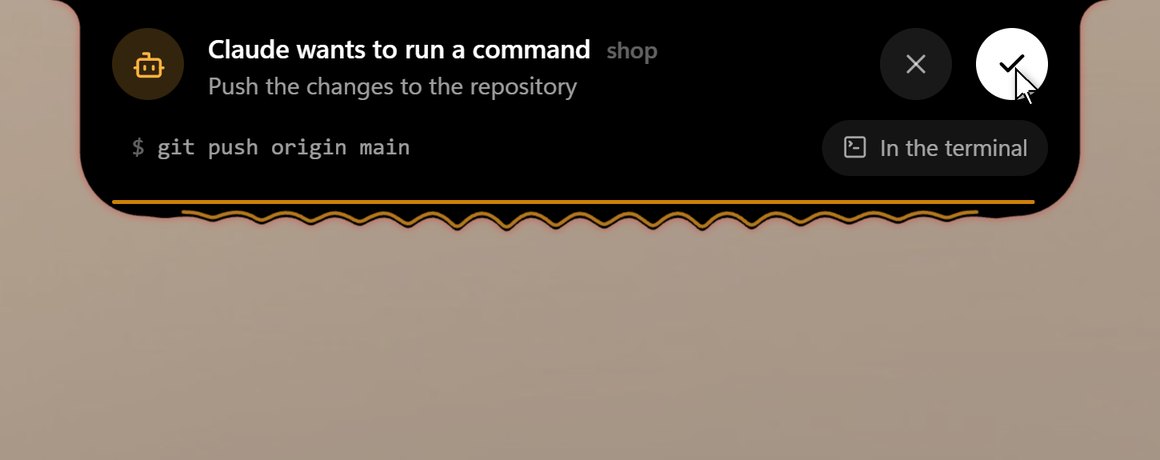 Claude wants to run a command shop
Push the changes to the repository
$ git push origin main
In the terminal